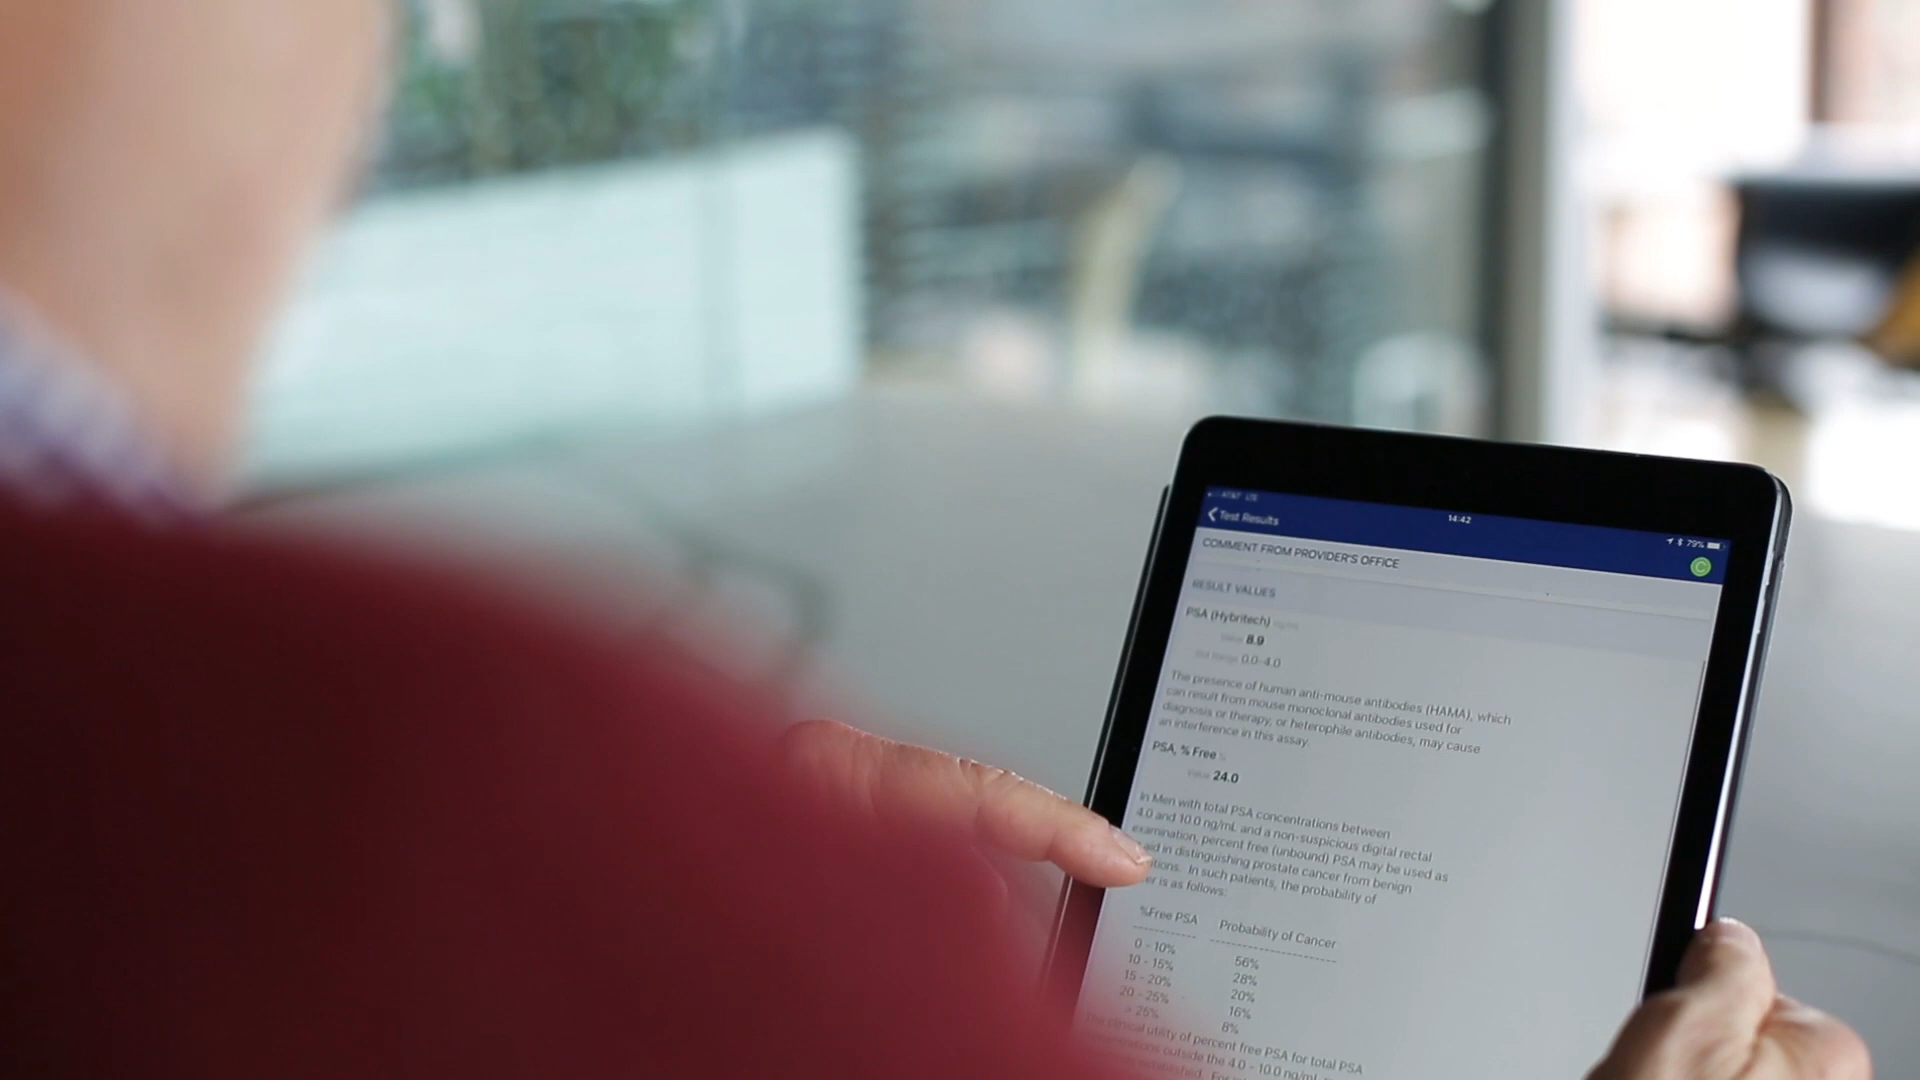 AT&T LTE
14:42
79%
Test Results
COMMENT FROM PROVIDER'S OFFICE
C
RESULT VALUES
PSA (Hybritech)
Value 8.9
Std Range 0.0-4.0
The presence of human anti-mouse antibodies (HAMA), which
can result from mouse monoclonal antibodies used for
diagnosis or therapy, or heterophile antibodies, may cause
an interference in this assay.
PSA, % Free %
Value 24.0
In Men with total PSA concentrations between
4.0 and 10.0 ng/mL and a non-suspicious digital rectal
examination, percent free (unbound) PSA may be used as
aid in distinguishing prostate cancer from benign
In such patients, the probability of
is as follows:
%Free PSA Probability of Cancer
0 - 10% 56%
10 - 15% 28%
15 - 20% 20%
20 - 25% 16%
> 25% 8%
The clinical utility of percent free PSA for total PSA
outside the 4.0 - 10.0 ng/mL